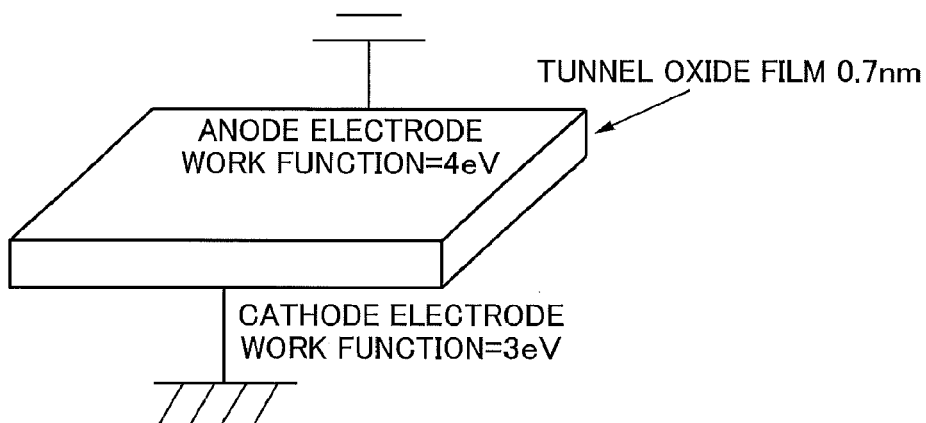 TUNNEL OXIDE FILM 0.7nm
ANODE ELECTRODE
WORK FUNCTION=4eV
CATHODE ELECTRODE
WORK FUNCTION=3eV